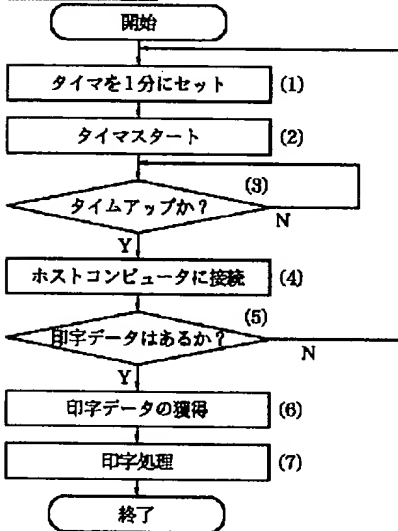 開始
タイマを1分にセット (1)
タイマスタート (2)
(3)
タイムアップか?
N
Y
ホストコンピュータに接続 (4)
(5)
印字データはあるか?
N
Y
印字データの獲得 (6)
印字処理 (7)
終了